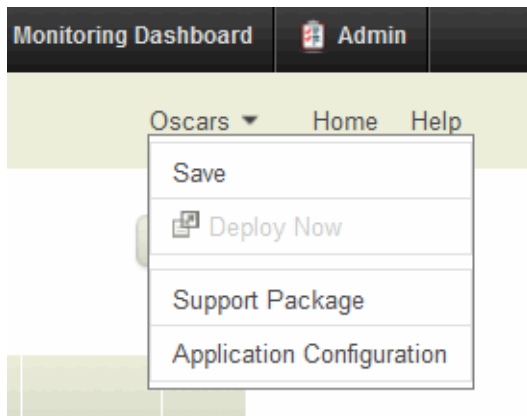 Monitoring Dashboard Admin
Oscars Home Help
Save
Deploy Now
Support Package
Application Configuration